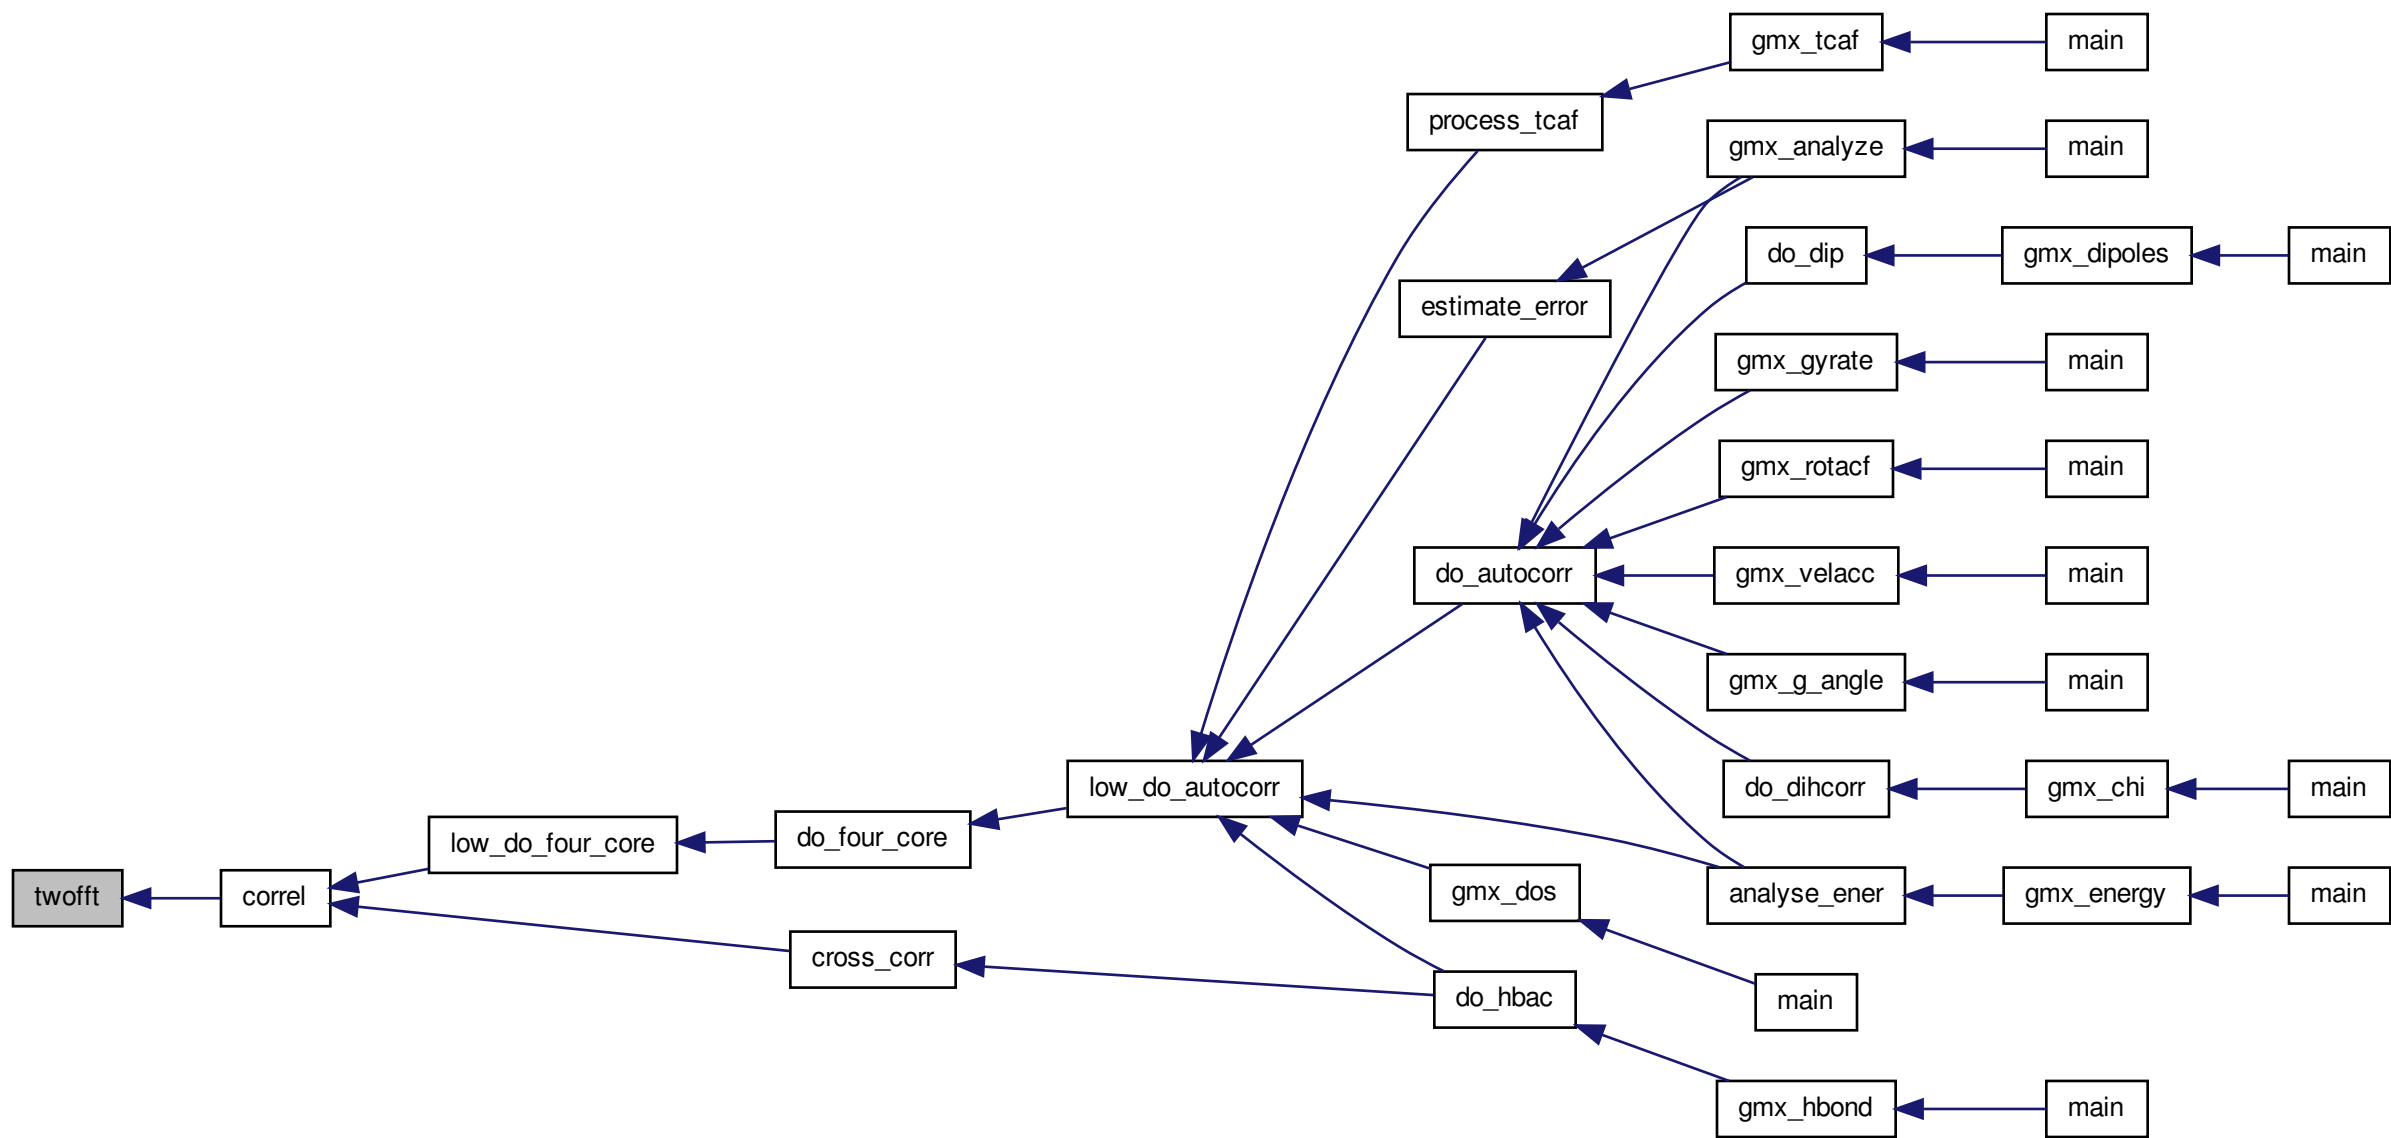 gmx_tcaf
main
process_tcaf
gmx_analyze
main
do_dip
gmx_dipoles
main
estimate_error
gmx_gyrate
main
gmx_rotacf
main
do_autocorr
gmx_velacc
main
gmx_g_angle
main
low_do_autocorr
do_dihcorr
gmx_chi
main
low_do_four_core
do_four_core
twofft
correl
gmx_dos
analyse_ener
gmx_energy
main
cross_corr
do_hbac
main
gmx_hbond
main